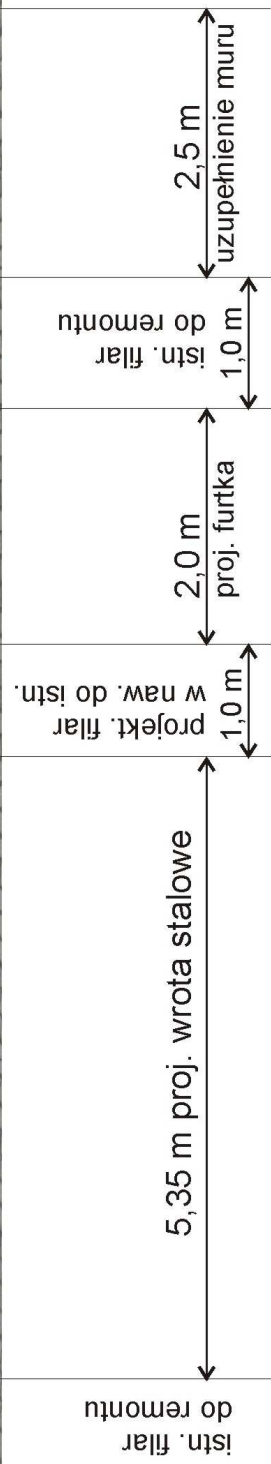 istn. filar
do remontu
5,35 m proj. wrota stalowe
projekt. filar
w naw. do istn.
1,0 m
2,0 m
proj. furtka
istn. filar
do remontu
1,0 m
2,5 m
uzupełnienie muru